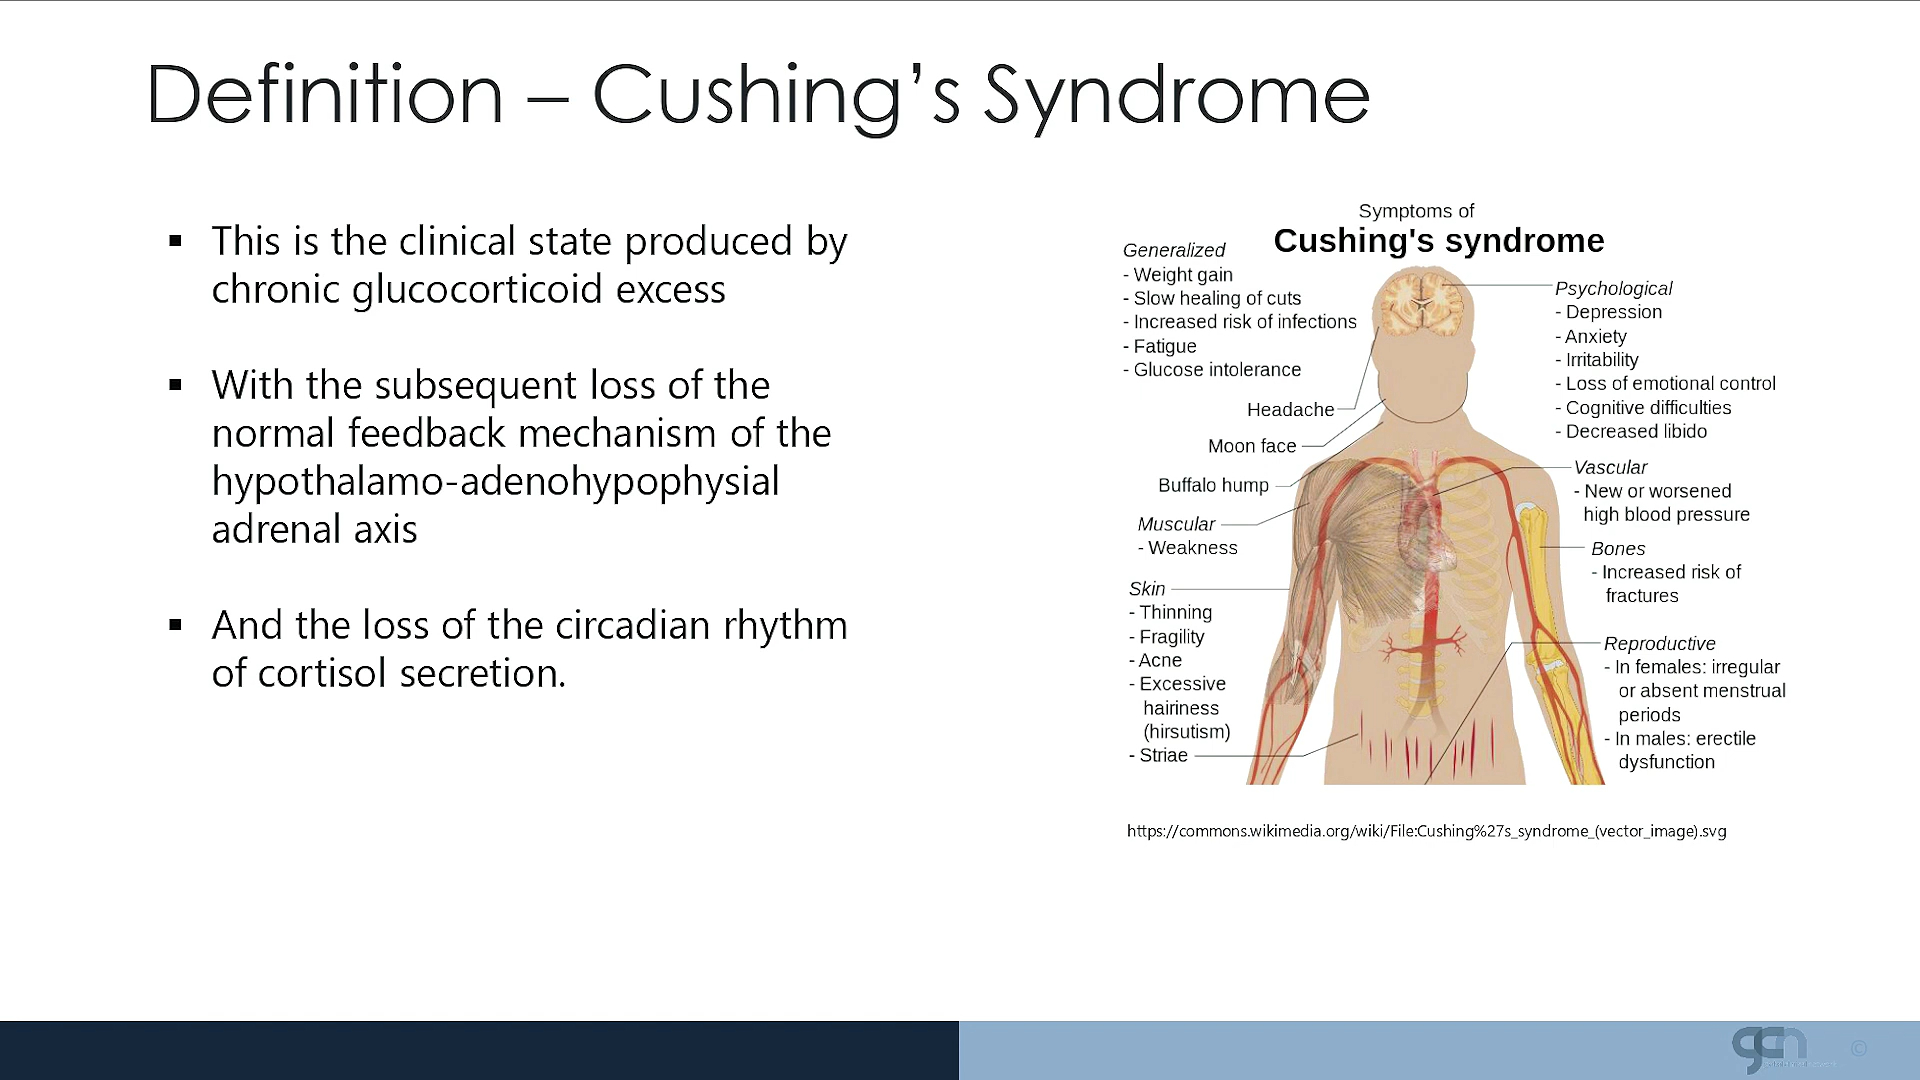 Definition – Cushing's Syndrome
▪ This is the clinical state produced by
chronic glucocorticoid excess
▪ With the subsequent loss of the
normal feedback mechanism of the
hypothalamo-adenohypophysial
adrenal axis
▪ And the loss of the circadian rhythm
of cortisol secretion.
Symptoms of
Cushing's syndrome
Generalized
- Weight gain
- Slow healing of cuts
- Increased risk of infections
- Fatigue
- Glucose intolerance
Headache
Moon face
Buffalo hump
Muscular
- Weakness
Skin
- Thinning
- Fragility
- Acne
- Excessive
hairiness
(hirsutism)
- Striae
Psychological
- Depression
- Anxiety
- Irritability
- Loss of emotional control
- Cognitive difficulties
- Decreased libido
Vascular
- New or worsened
high blood pressure
Bones
- Increased risk of
fractures
Reproductive
- In females: irregular
or absent menstrual
periods
- In males: erectile
dysfunction
https://commons.wikimedia.org/wiki/File:Cushing%27s_syndrome_(vector_image).svg
gcn
©